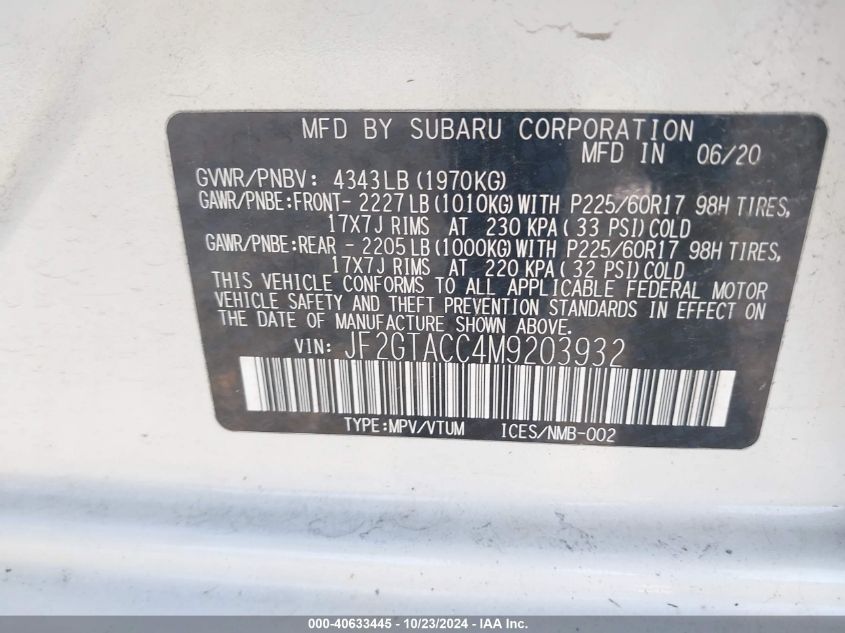 MFD BY SUBARU CORPORATION
MFD IN 06/20
GVWR/PNBV: 4343LB (1970KG)
GAWR/PNBE:FRONT- 2227LB (1010KG) WITH P225/60R17 98H TIRES,
17X7J RIMS AT 230 KPA ( 33 PSI) COLD
GAWR/PNBE:REAR - 2205LB (1000KG) WITH P225/60R17 98H TIRES,
17X7J RIMS AT 220 KPA ( 32 PSI) COLD
THIS VEHICLE CONFORMS TO ALL APPLICABLE FEDERAL MOTOR
VEHICLE SAFETY AND THEFT PREVENTION STANDARDS IN EFFECT ON
THE DATE OF MANUFACTURE SHOWN ABOVE.
VIN: JF2GTACC4M9203932
TYPE:MPV/VTUM ICES/NMB-002
000-40633445 - 10/23/2024 - IAA Inc.